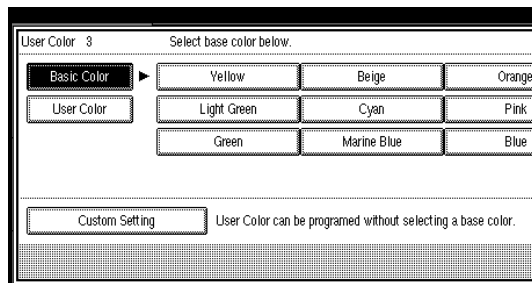 User Color 3 Select base color below.
Basic Color Yellow Beige Orange
User Color Light Green Cyan Pink
Green Marine Blue Blue
Custom Setting User Color can be programed without selecting a base color.